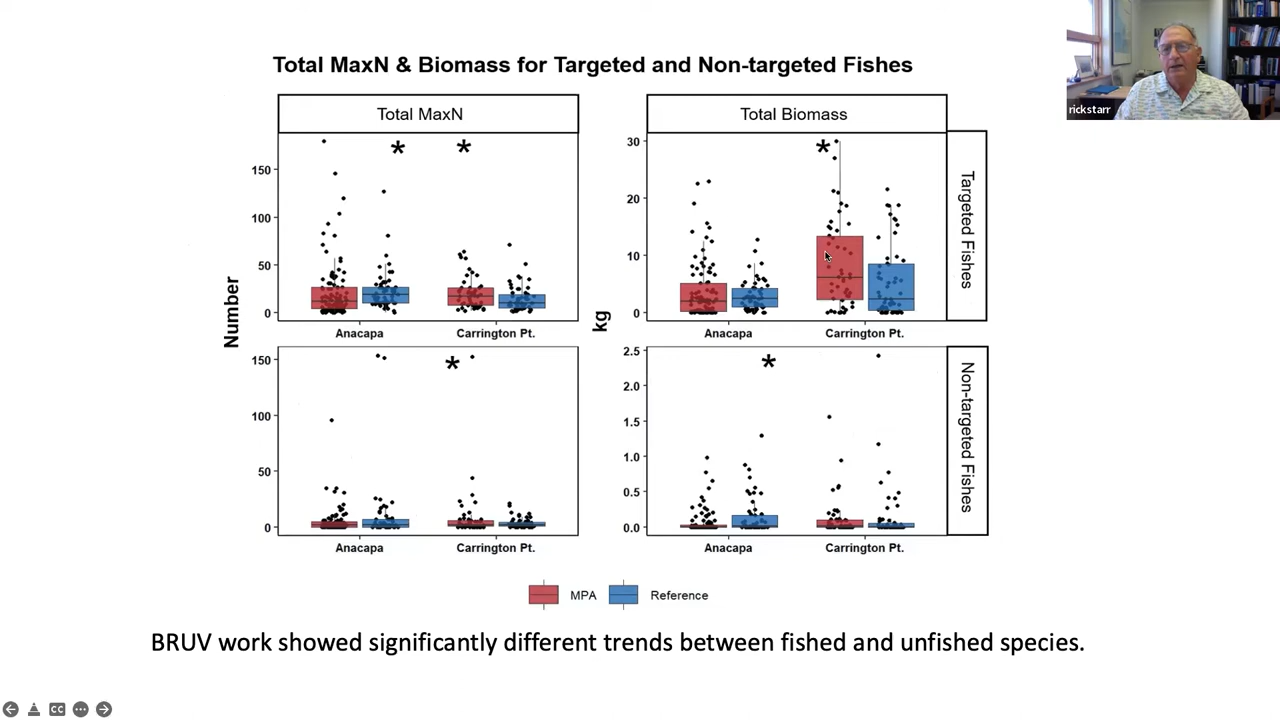 Total MaxN & Biomass for Targeted and Non-targeted Fishes
rickstarr
Total MaxN
Total Biomass
Number
150
100
50
0
*
*
Anacapa
Carrington Pt.
kg
30
20
10
0
*
Anacapa
Carrington Pt.
Targeted Fishes
150
100
50
0
*
Anacapa
Carrington Pt.
2.5
2.0
1.5
1.0
0.5
0.0
*
Anacapa
Carrington Pt.
Non-targeted Fishes
MPA
Reference
BRUV work showed significantly different trends between fished and unfished species.
CC